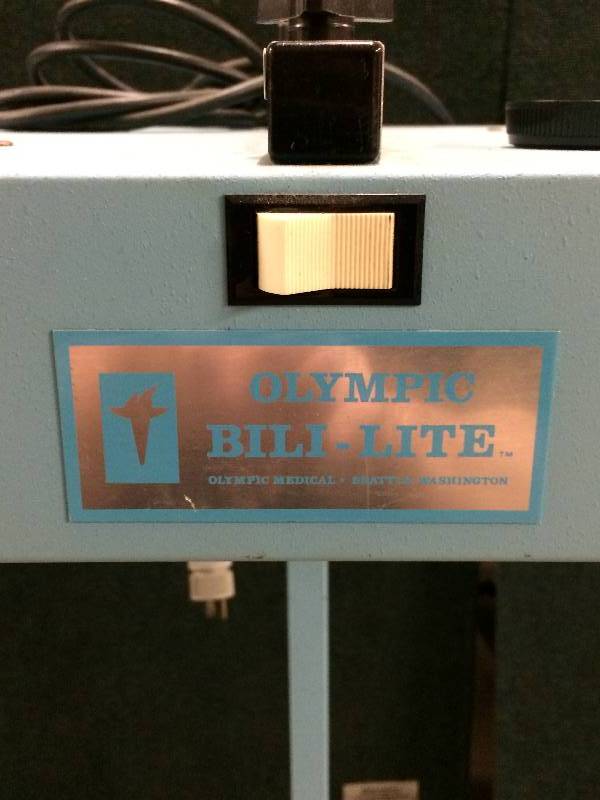 OLYMPIC
BILI-LITE™
OLYMPIC MEDICAL • SEATTLE, WASHINGTON